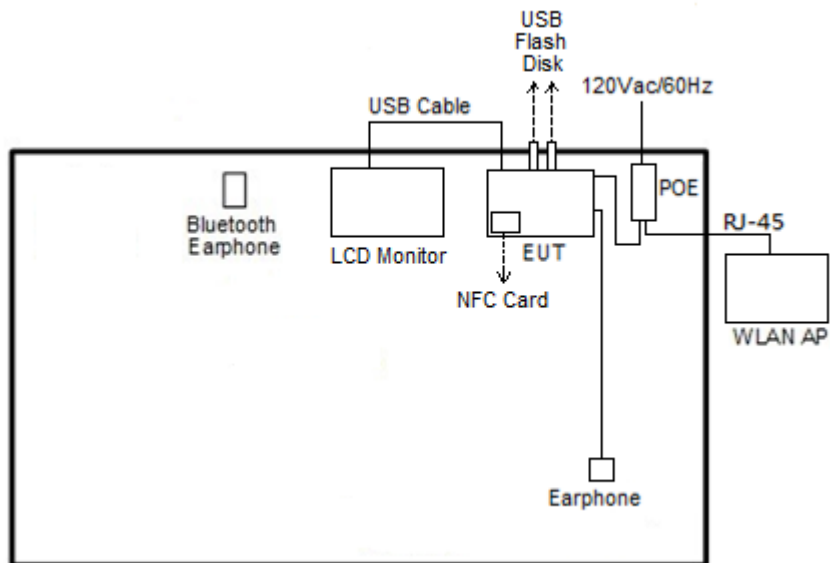 USB
Flash
Disk
120Vac/60Hz
USB Cable
POE
Bluetooth
Earphone
LCD Monitor
EUT
RJ-45
NFC Card
WLAN AP
Earphone